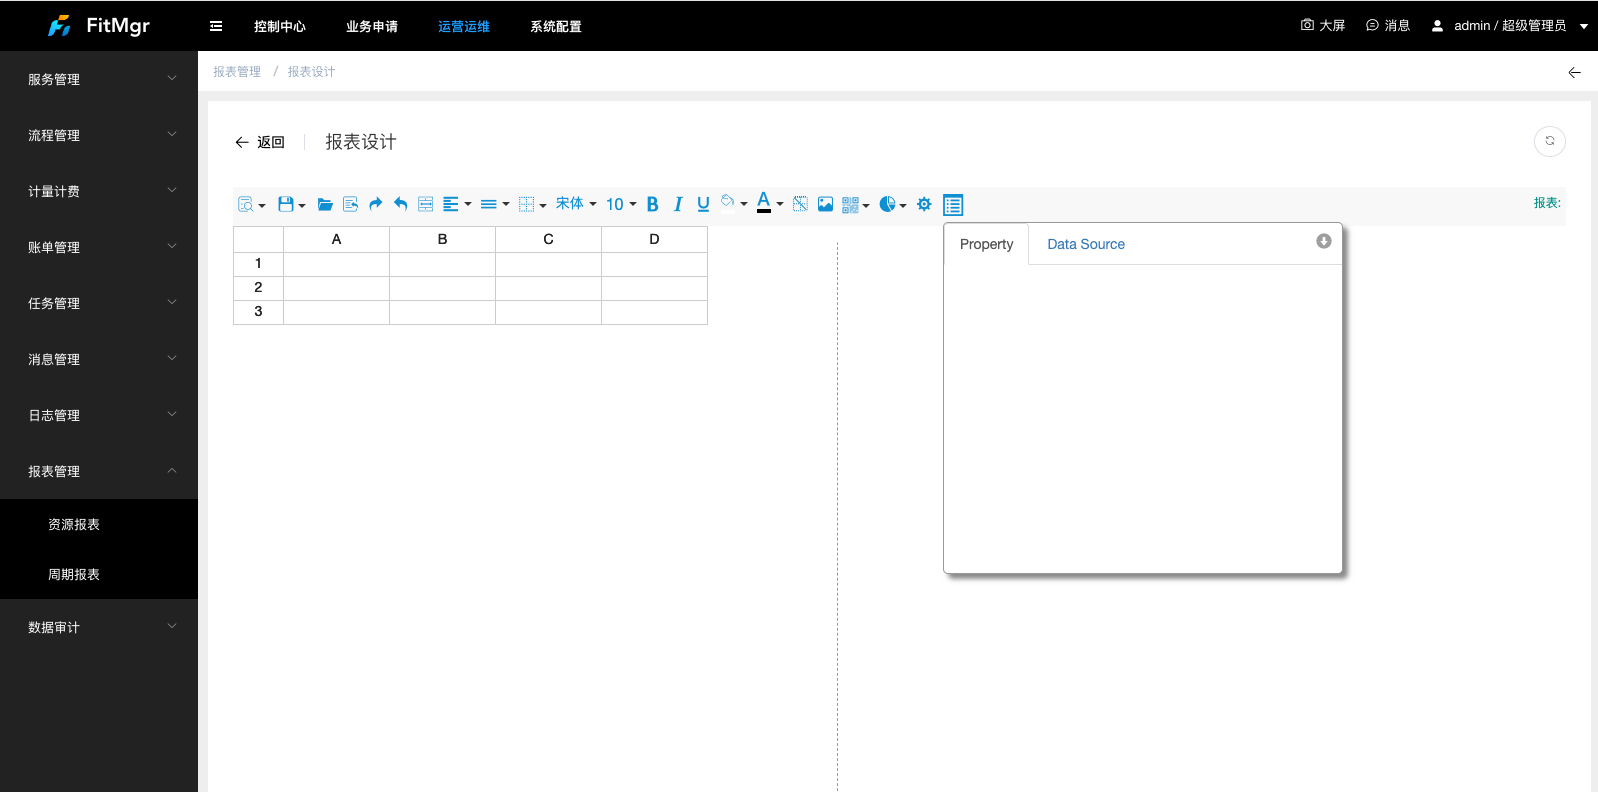 FitMgr
控制中心 业务申请 运营运维 系统配置 大屏 消息 admin / 超级管理员
服务管理
流程管理
计量计费
账单管理
任务管理
消息管理
日志管理
报表管理
资源报表
周期报表
数据审计
报表管理 / 报表设计
返回 报表设计
宋体 10 B I U A 报表:
A B C D
1
2
3
Property Data Source